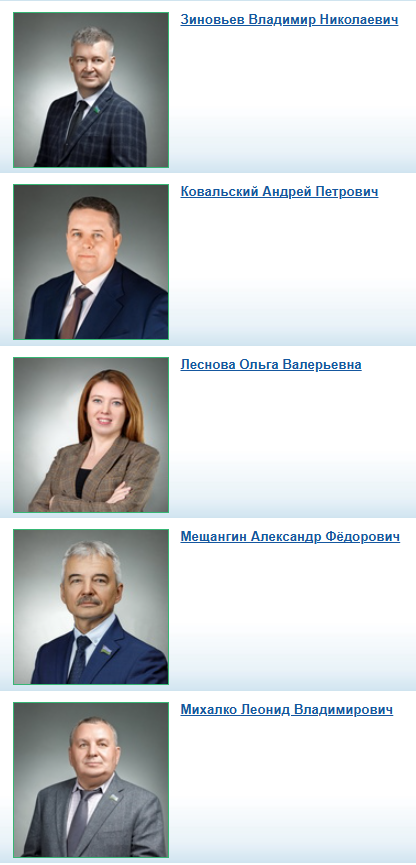 Зиновьев Владимир Николаевич
Ковальский Андрей Петрович
Леснова Ольга Валерьевна
Мещангин Александр Фёдорович
Михалко Леонид Владимирович